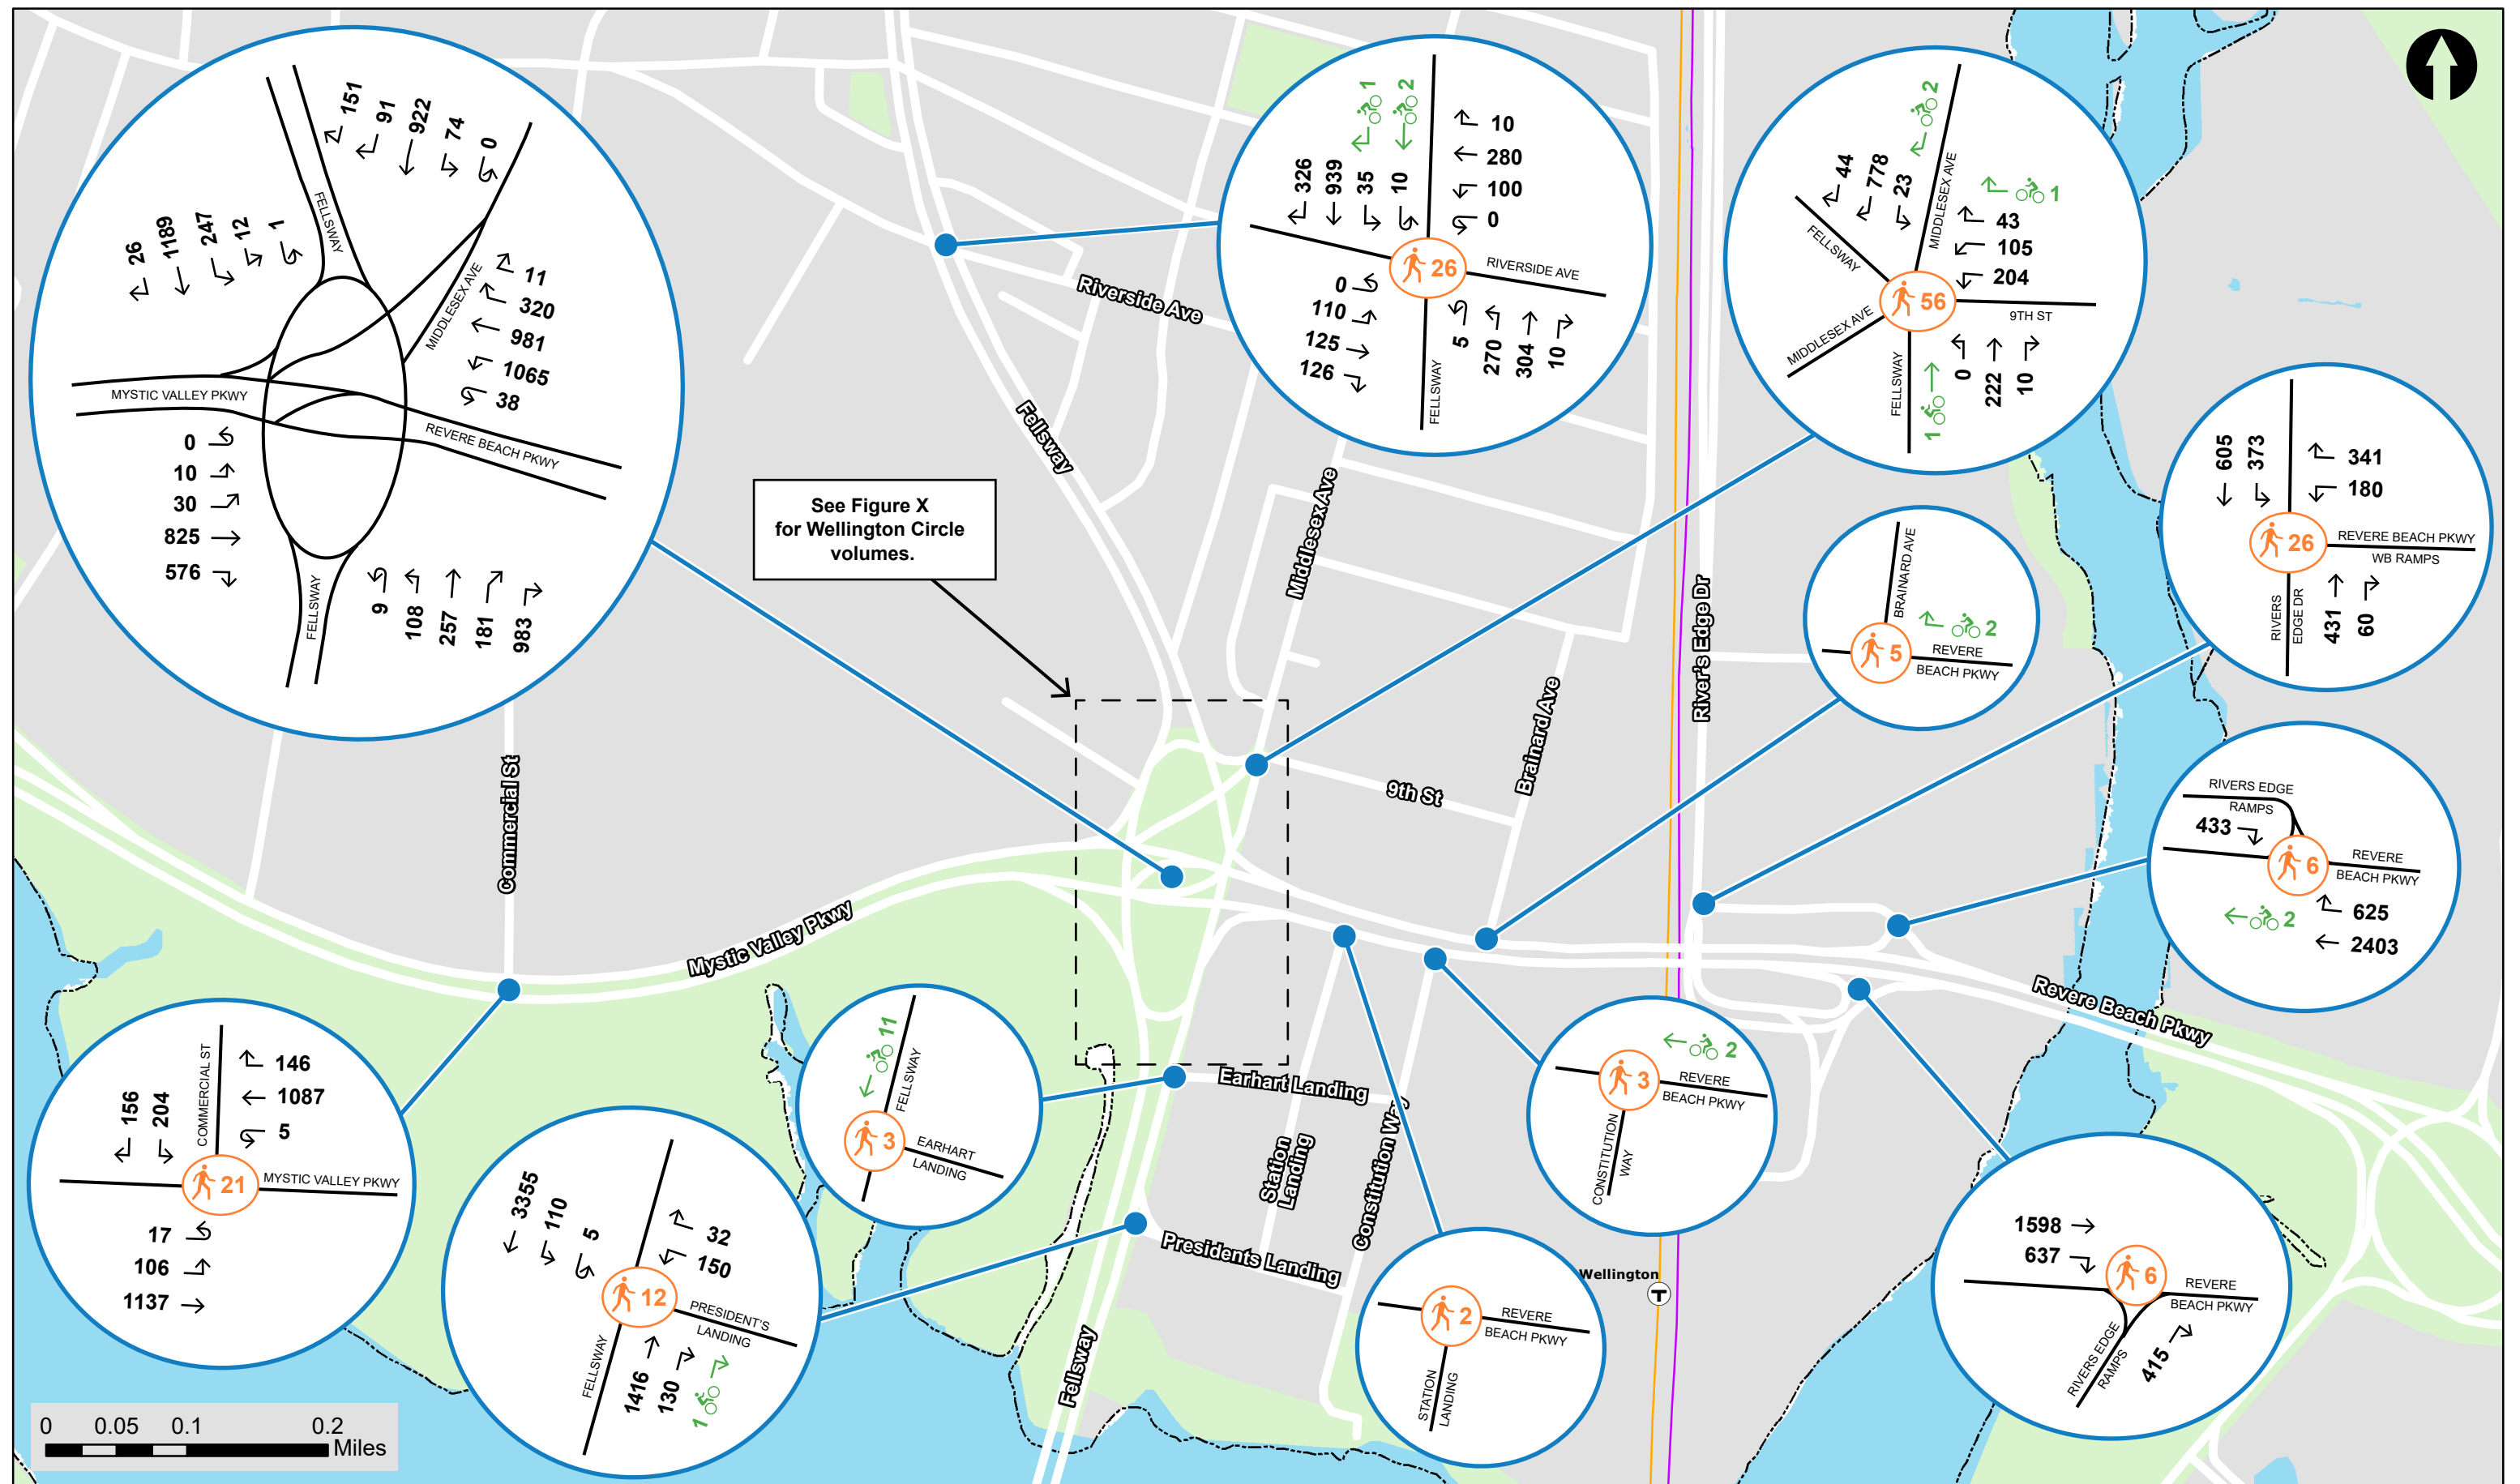 151
91
922
74
0
26
1189
247
12
1
FELLSWAY
MIDDLESEX AVE
11
320
981
1065
38
MYSTIC VALLEY PKWY
REVERE BEACH PKWY
0
10
30
825
576
FELLSWAY
9
108
257
181
983
1
2
326
939
35
10
10
280
100
0
26
RIVERSIDE AVE
0
110
125
126
FELLSWAY
5
270
304
10
2
44
778
23
MIDDLESEX AVE
1
43
105
204
FELLSWAY
56
9TH ST
MIDDLESEX AVE
FELLSWAY
1
0
222
10
605
373
341
180
26
REVERE BEACH PKWY
WB RAMPS
RIVERS
EDGE DR
431
60
BRAINARD AVE
2
5
REVERE
BEACH PKWY
RIVERS EDGE
RAMPS
433
6
REVERE
BEACH PKWY
2
625
2403
See Figure X
for Wellington Circle
volumes.
Riverside Ave
Fellsway
Middlesex Ave
River's Edge Dr
Brainard Ave
9th St
Commercial St
Mystic Valley Pkwy
Revere Beach Pkwy
Earhart Landing
Station
Landing
Constitution Way
Presidents Landing
Fellsway
Wellington
T
156
204
COMMERCIAL ST
146
1087
5
21
MYSTIC VALLEY PKWY
17
106
1137
11
FELLSWAY
3
EARHART
LANDING
3355
110
5
32
150
12
PRESIDENT'S
LANDING
FELLSWAY
1416
130
1
2
3
REVERE
BEACH PKWY
CONSTITUTION
WAY
2
REVERE
BEACH PKWY
STATION
LANDING
1598
637
6
REVERE
BEACH PKWY
RIVERS EDGE
RAMPS
415
0
0.05
0.1
0.2
Miles